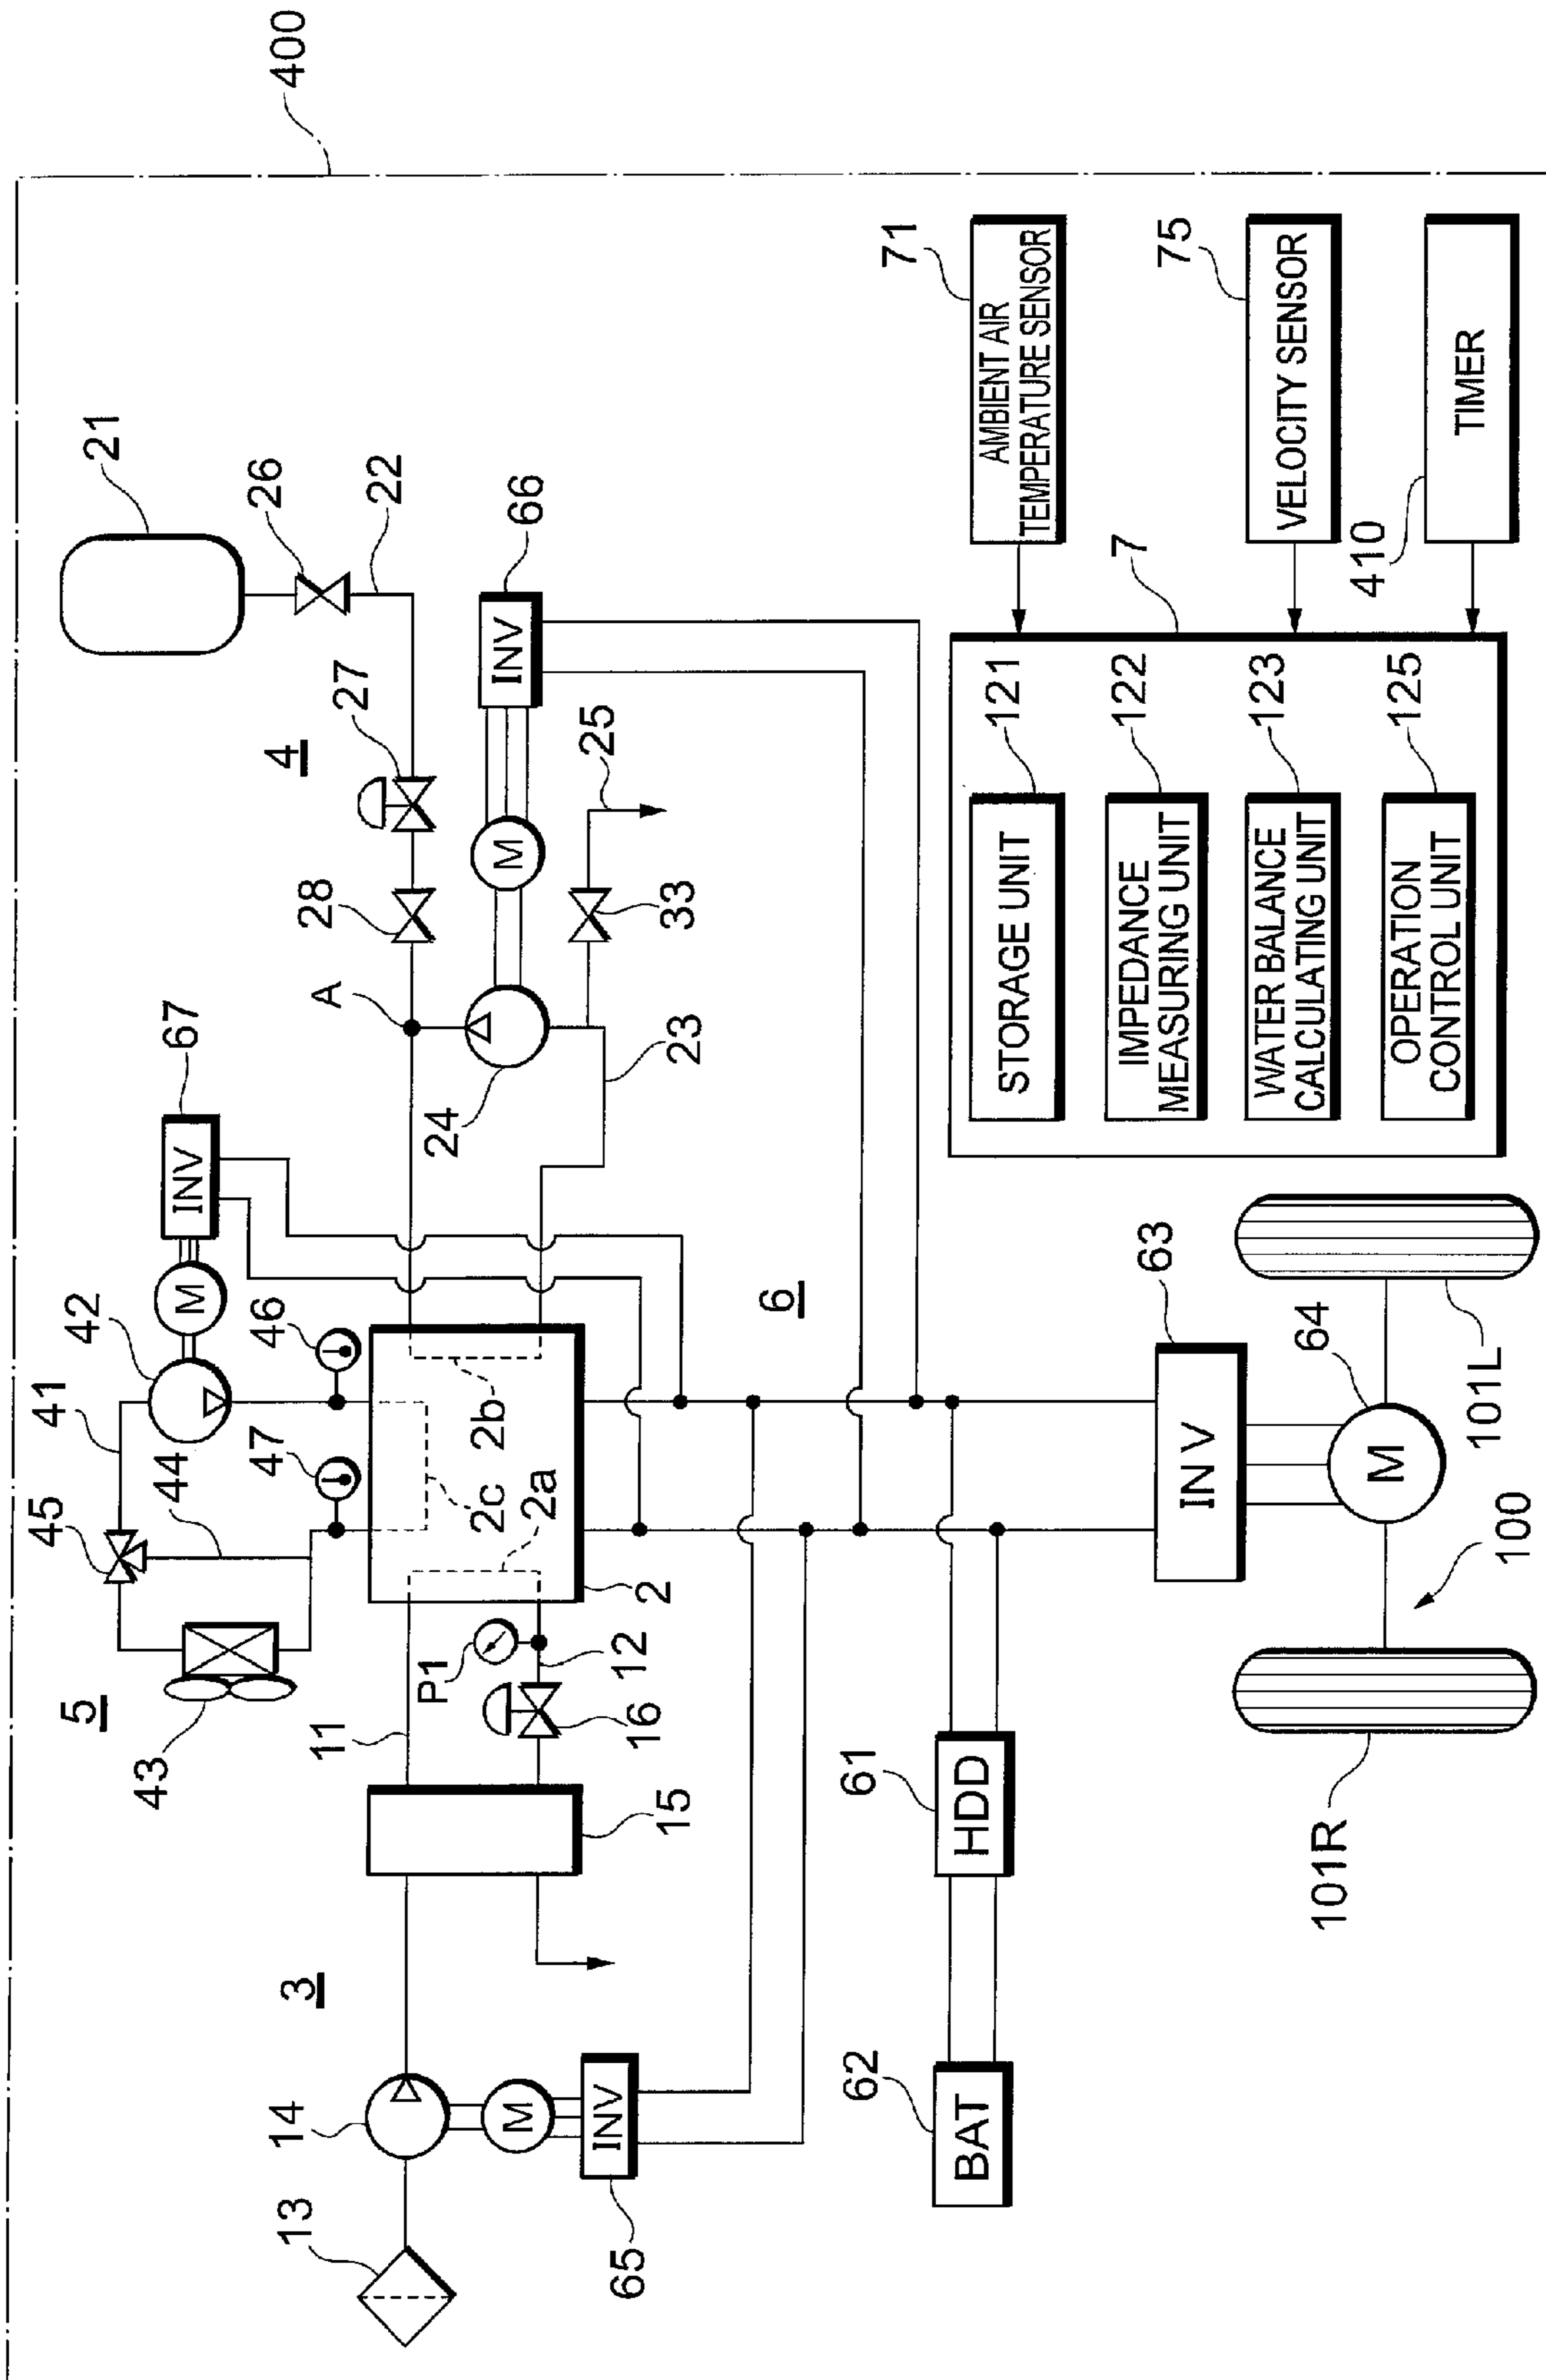 400
5
41
42
67
45
44
47
46
43
INV
M
21
26
22
27
4
28
A
66
INV
M
25
33
24
23
3
13
14
15
11
P1
12
16
2
2a
2b
2c
M
INV
65
6
62
BAT
61
HDD
63
INV
64
M
101R
101L
100
7
121
STORAGE UNIT
122
IMPEDANCE
MEASURING UNIT
123
WATER BALANCE
CALCULATING UNIT
125
OPERATION
CONTROL UNIT
71
AMBIENT AIR
TEMPERATURE SENSOR
75
VELOCITY SENSOR
410
TIMER